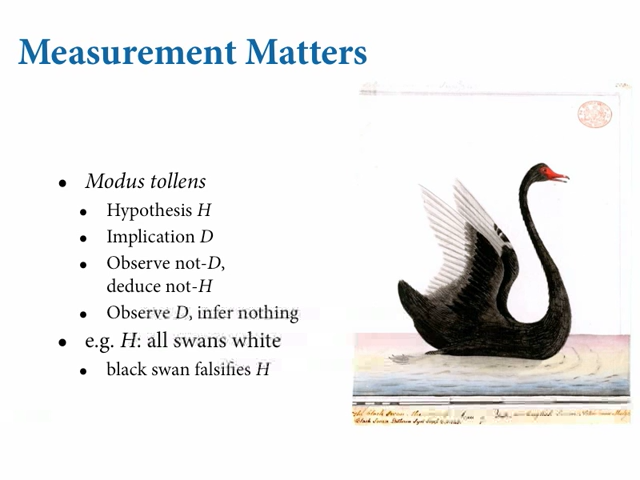 Measurement Matters
• Modus tollens
• Hypothesis H
• Implication D
• Observe not-D,
deduce not-H
• Observe D, infer nothing
• e.g. H: all swans white
• black swan falsifies H